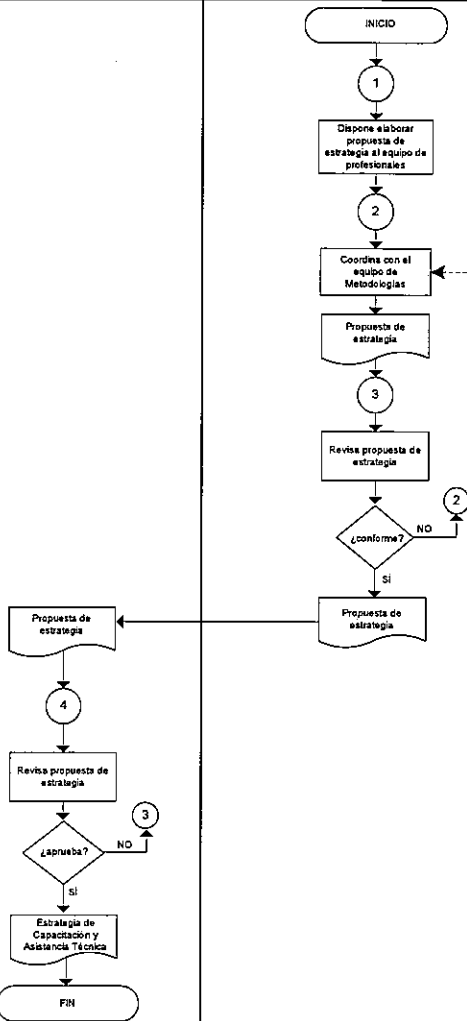 INICIO
1
Dispone elaborar
propuesta de
estrategia al equipo de
profesionales
2
Coordina con el
equipo de
Metodologías
Propuesta de
estrategia
3
Revisa propuesta de
estrategia
2
¿conforme?
NO
SÍ
Propuesta de
estrategia
Propuesta de
estrategia
4
Revisa propuesta de
estrategia
3
¿aprueba?
NO
SÍ
Estrategia de
Capacitación y
Asistencia Técnica
FIN